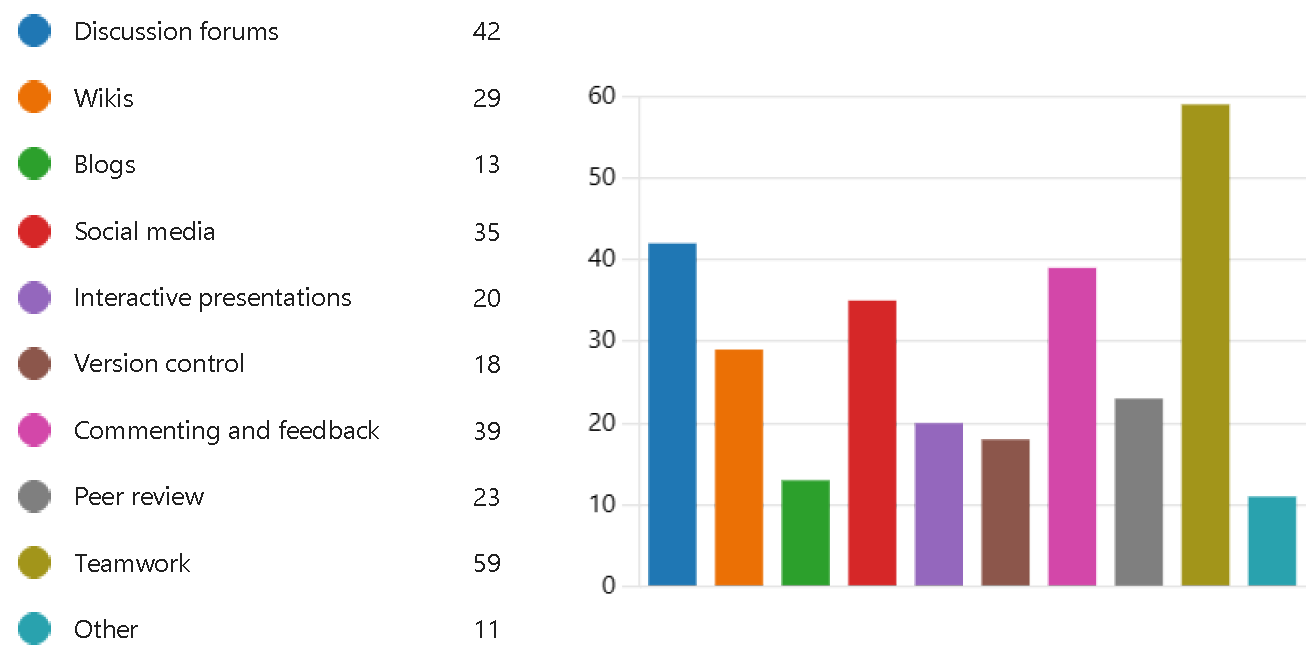 Discussion forums 42
Wikis 29
Blogs 13
Social media 35
Interactive presentations 20
Version control 18
Commenting and feedback 39
Peer review 23
Teamwork 59
Other 11
60
50
40
30
20
10
0